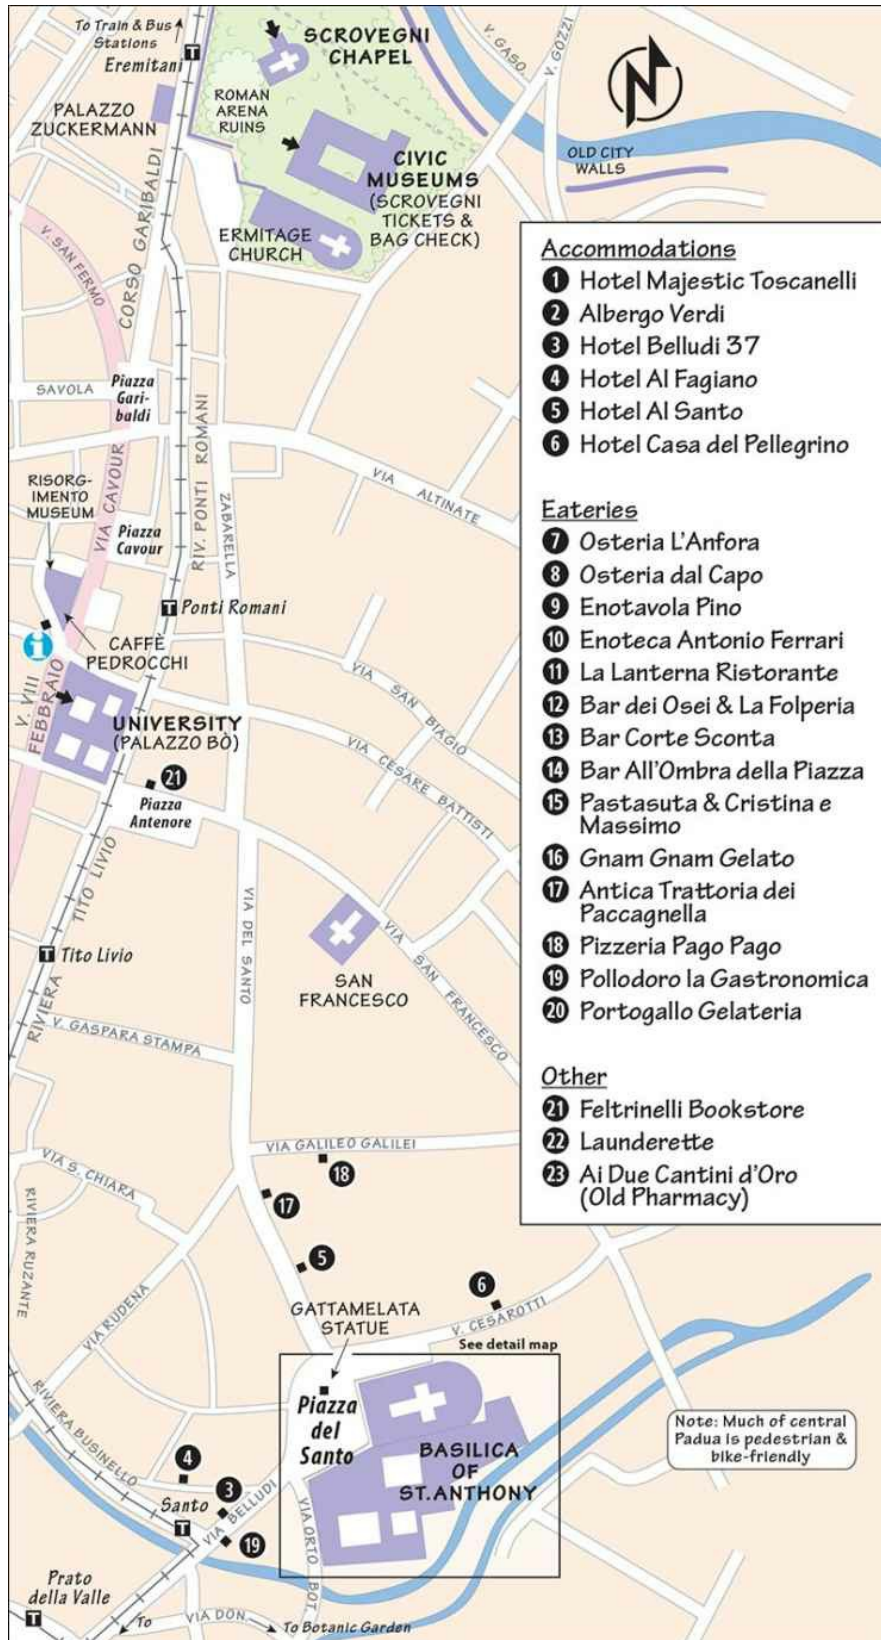 To Train & Bus
Stations
Eremitani
SCROVEGNI
CHAPEL
V. GASO.
V. GOZZI
N
PALAZZO
ZUCKERMANN
ROMAN
ARENA
RUINS
CIVIC
MUSEUMS
(SCROVEGNI
TICKETS &
BAG CHECK)
OLD CITY
WALLS
ERMITAGE
CHURCH
V. SAN FERMO
CORSO GARIBALDI
SAVOLA
Piazza
Gari-
baldi
RIV. PONTI ROMANI
VIA CAVOUR
VIA ALTINATE
RISORG-
IMENTO
MUSEUM
Piazza
Cavour
ZABARELLA
T Ponti Romani
i
CAFFÈ
PEDROCCHI
V. VIII
FEBBRAIO
UNIVERSITY
(PALAZZO BÒ)
VIA SAN BIAGIO
VIA CESARE BATTISTI
21
Piazza
Antenore
RIVIERA TITO LIVIO
VIA DEL SANTO
T Tito Livio
SAN
FRANCESCO
VIA SAN FRANCESCO
V. GASPARA STAMPA
VIA GALILEO GALILEI
18
VIA S. CHIARA
17
RIVIERA RUZANTE
5
6
VIA RUDENA
GATTAMELATA
STATUE
V. CESAROTTI
See detail map
Piazza
del
Santo
BASILICA
OF
ST. ANTHONY
Note: Much of central
Padua is pedestrian &
bike-friendly
RIVIERA BUSINELLO
4
3
Santo
T
VIA BELLUDI
19
VIA ORTO BOT.
Prato
della Valle
T
To
VIA DON.
To Botanic Garden
Accommodations
1 Hotel Majestic Toscanelli
2 Albergo Verdi
3 Hotel Belludi 37
4 Hotel Al Fagiano
5 Hotel Al Santo
6 Hotel Casa del Pellegrino
Eateries
7 Osteria L'Anfora
8 Osteria dal Capo
9 Enotavola Pino
10 Enoteca Antonio Ferrari
11 La Lanterna Ristorante
12 Bar dei Osei & La Folperia
13 Bar Corte Sconta
14 Bar All'Ombra della Piazza
15 Pastasuta & Cristina e
Massimo
16 Gnam Gnam Gelato
17 Antica Trattoria dei
Paccagnella
18 Pizzeria Pago Pago
19 Pollodoro la Gastronomica
20 Portogallo Gelateria
Other
21 Feltrinelli Bookstore
22 Launderette
23 Ai Due Cantini d'Oro
(Old Pharmacy)